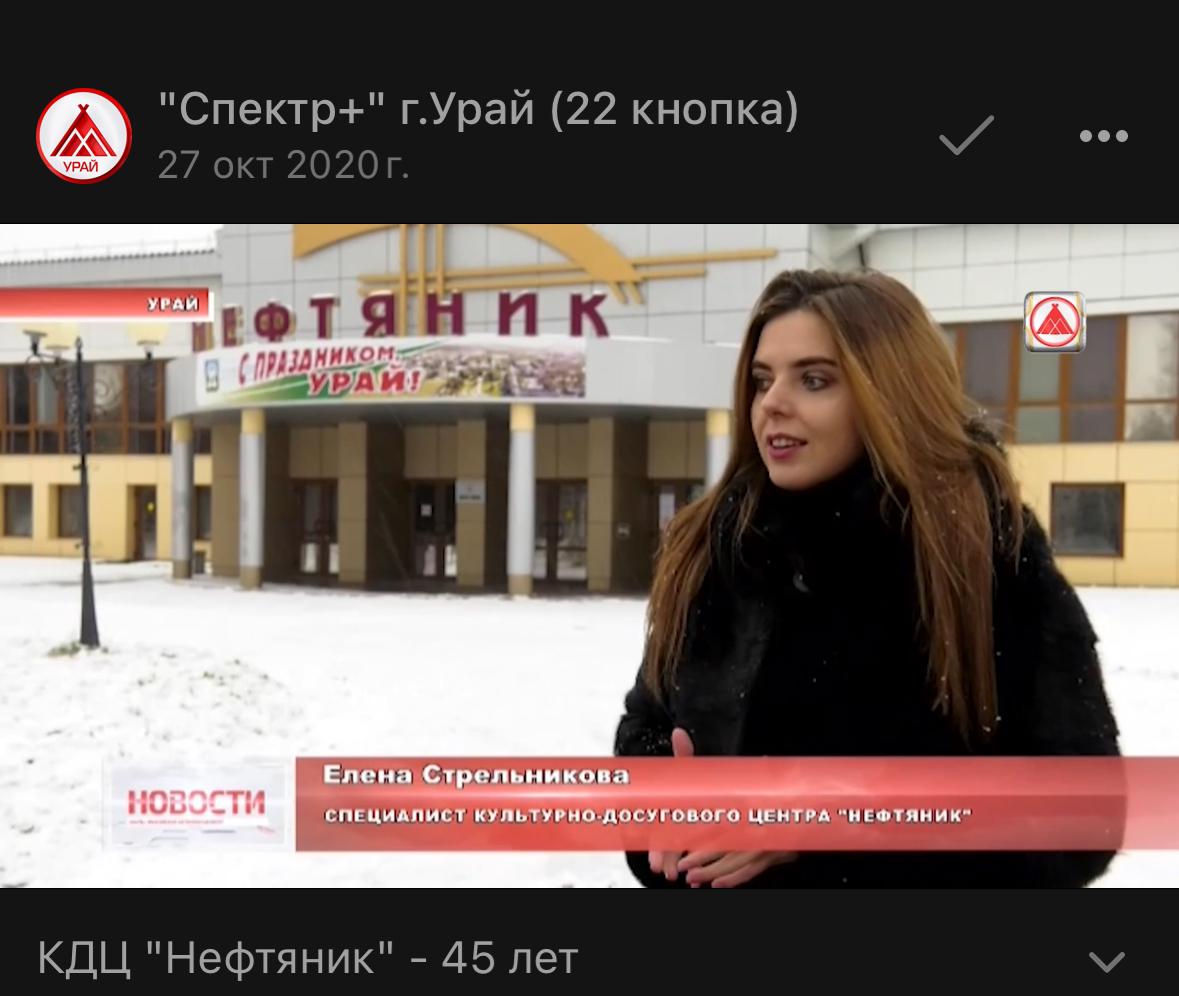 "Спектр+" г.Урай (22 кнопка)
УРАЙ
27 окт 2020 г.
УРАЙ
НЕФТЯНИК
С ПРАЗДНИКОМ,
УРАЙ!
НОВОСТИ
Елена Стрельникова
СПЕЦИАЛИСТ КУЛЬТУРНО-ДОСУГОВОГО ЦЕНТРА "НЕФТЯНИК"
КДЦ "Нефтяник" - 45 лет